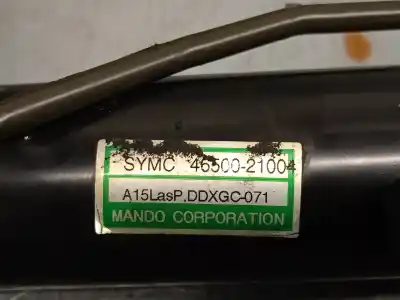 SYMC 46500-21004
A15LasP.DDXGC-071
MANDO CORPORATION